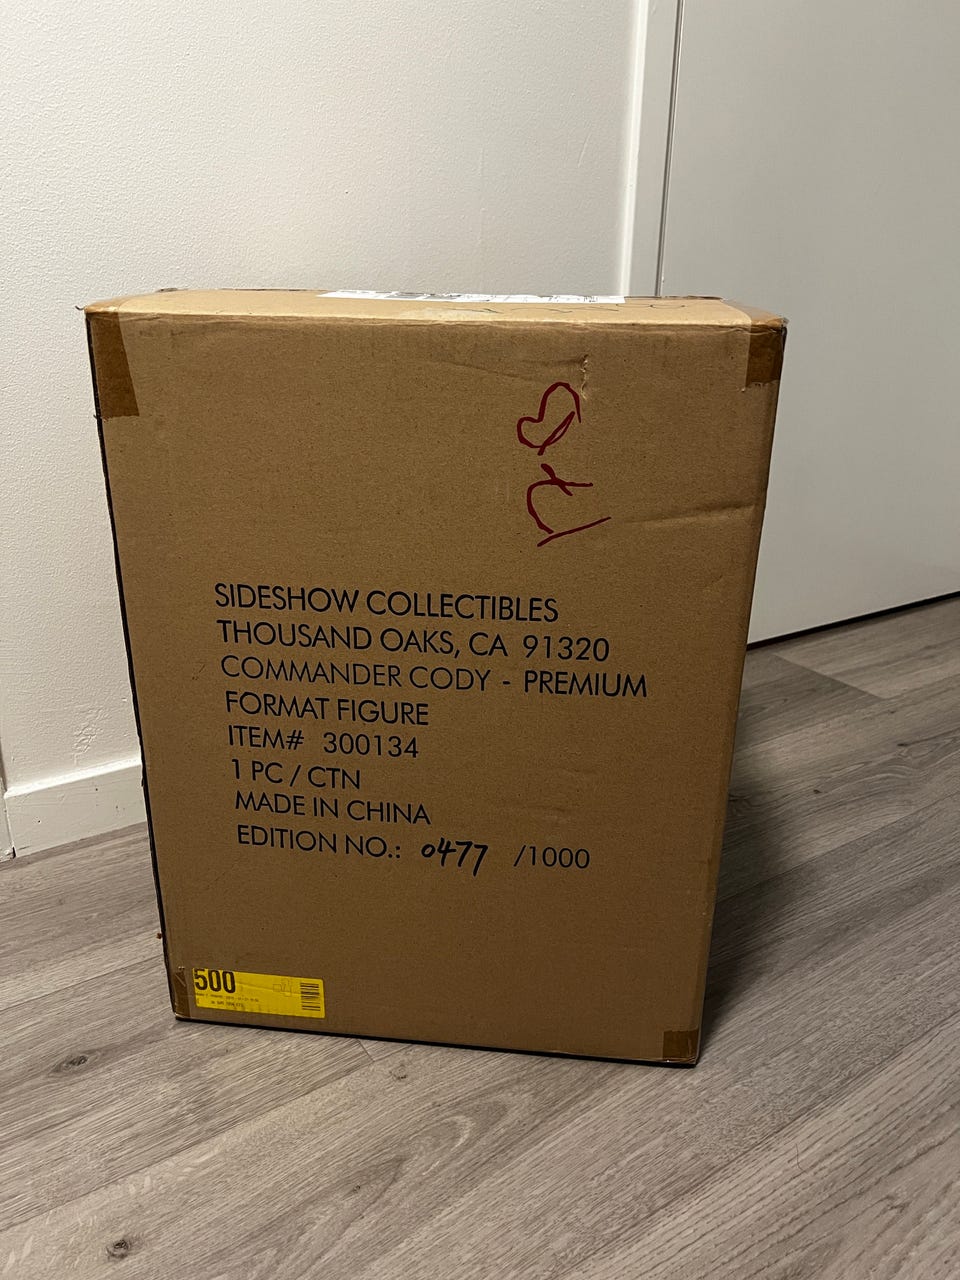 SIDESHOW COLLECTIBLES
THOUSAND OAKS, CA 91320
COMMANDER CODY - PREMIUM
FORMAT FIGURE
ITEM# 300134
1 PC / CTN
MADE IN CHINA
EDITION NO.: 0477 /1000
500